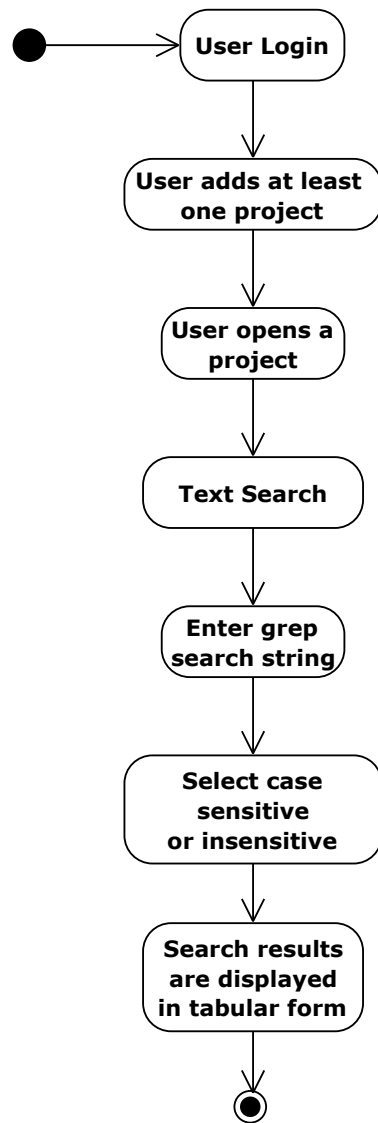 User Login
User adds at least
one project
User opens a
project
Text Search
Enter grep
search string
Select case
sensitive
or insensitive
Search results
are displayed
in tabular form